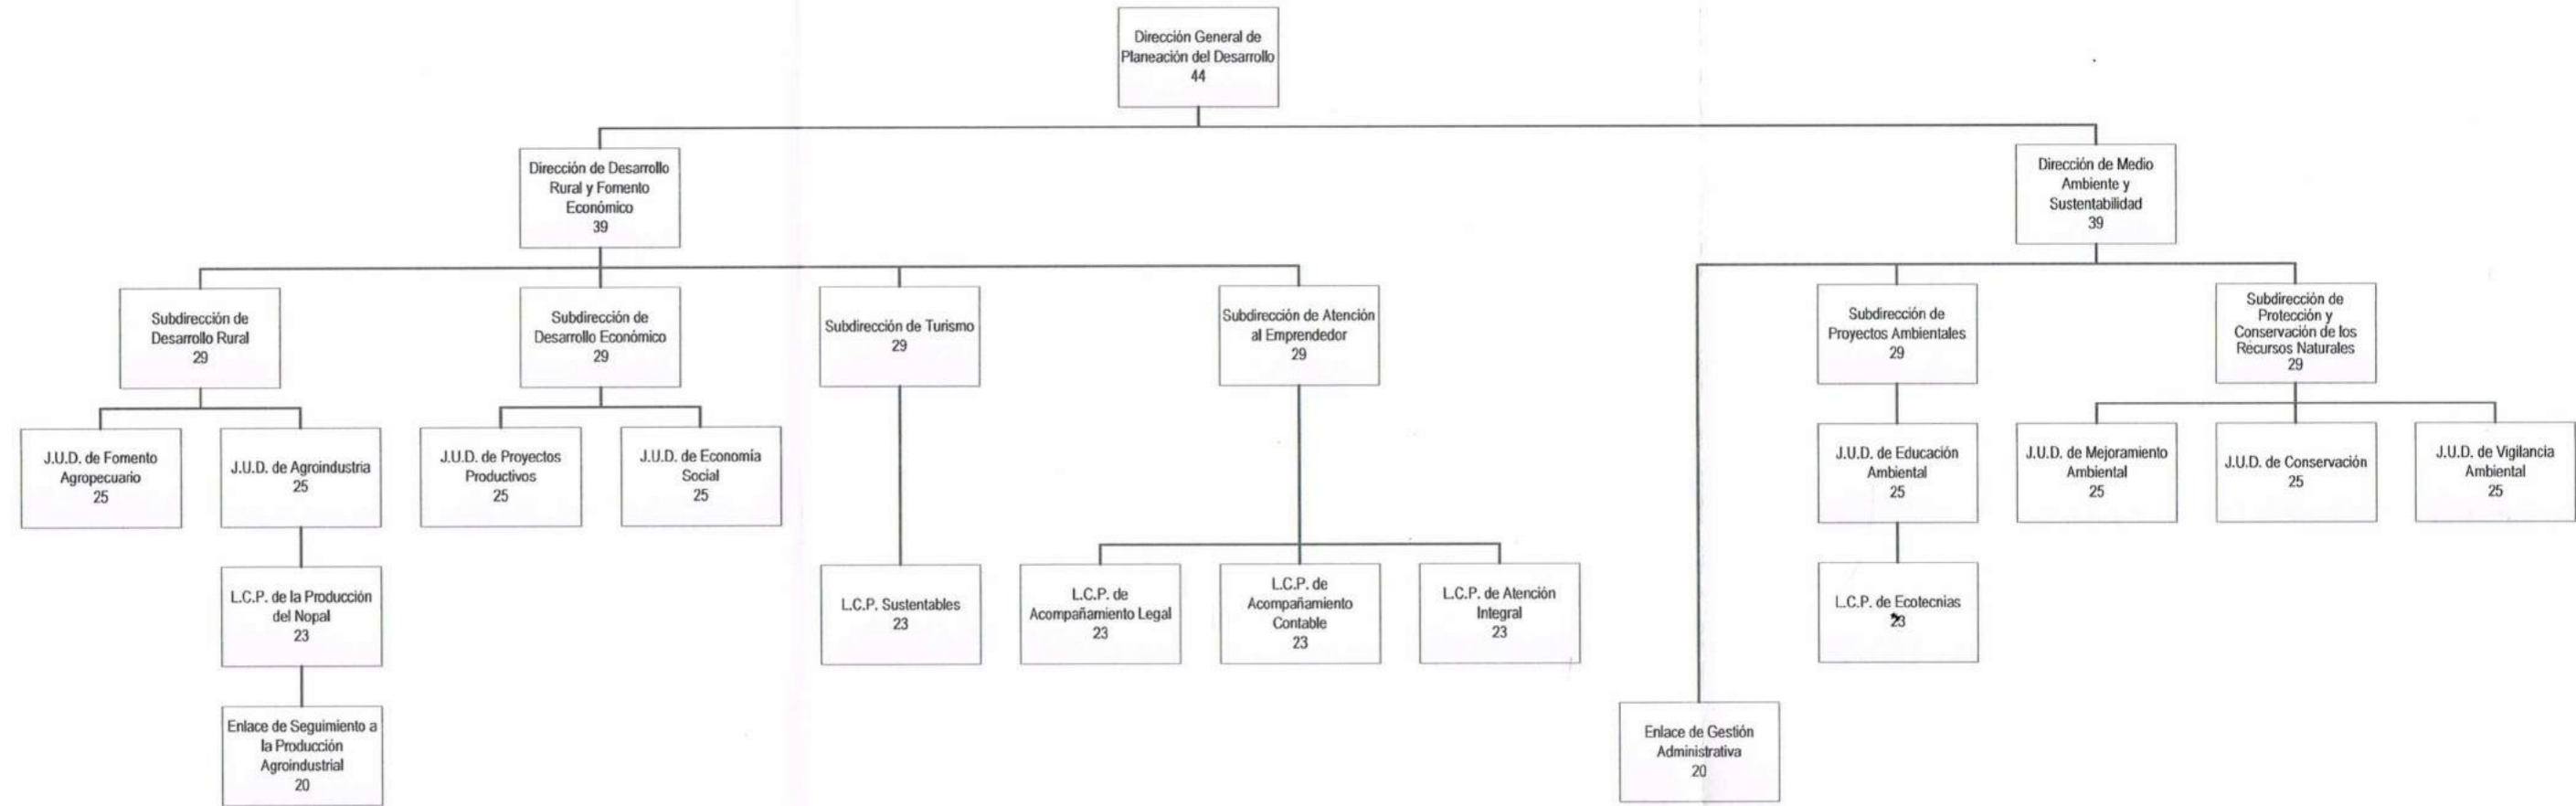 Dirección General de
Planeación del Desarrollo
44
Dirección de Desarrollo
Rural y Fomento
Económico
39
Dirección de Medio
Ambiente y
Sustentabilidad
39
Subdirección de
Desarrollo Rural
29
Subdirección de
Desarrollo Económico
29
Subdirección de Turismo
29
Subdirección de Atención
al Emprendedor
29
Subdirección de
Proyectos Ambientales
29
Subdirección de
Protección y
Conservación de los
Recursos Naturales
29
J.U.D. de Fomento
Agropecuario
25
J.U.D. de Agroindustria
25
J.U.D. de Proyectos
Productivos
25
J.U.D. de Economía
Social
25
J.U.D. de Educación
Ambiental
25
J.U.D. de Mejoramiento
Ambiental
25
J.U.D. de Conservación
25
J.U.D. de Vigilancia
Ambiental
25
L.C.P. de la Producción
del Nopal
23
L.C.P. Sustentables
23
L.C.P. de
Acompañamiento Legal
23
L.C.P. de
Acompañamiento
Contable
23
L.C.P. de Atención
Integral
23
L.C.P. de Ecotecnias
23
Enlace de Seguimiento a
la Producción
Agroindustrial
20
Enlace de Gestión
Administrativa
20